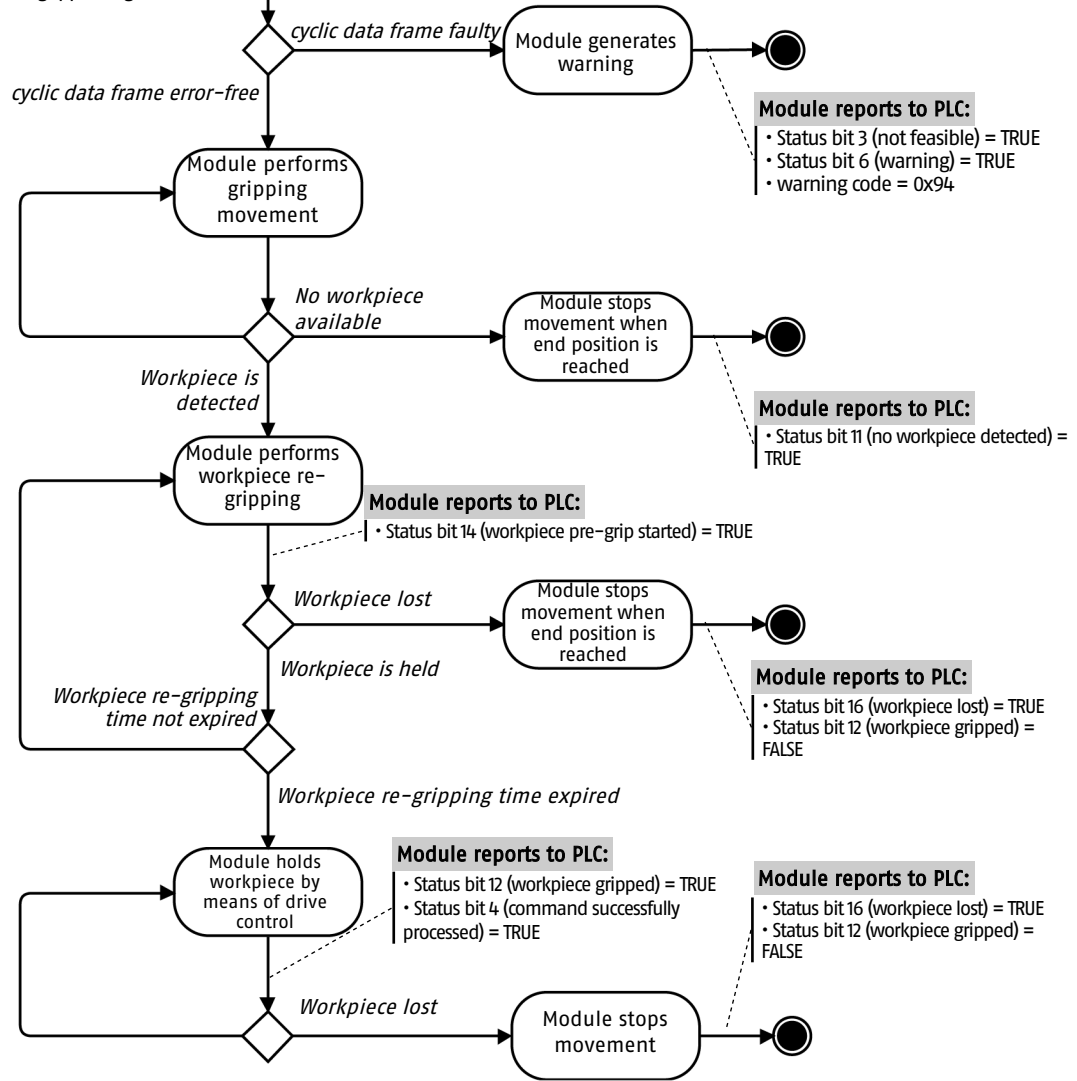 cyclic data frame faulty
Module generates
warning
cyclic data frame error-free
Module reports to PLC:
• Status bit 3 (not feasible) = TRUE
• Status bit 6 (warning) = TRUE
• warning code = 0x94
Module performs
gripping
movement
No workpiece
available
Module stops
movement when
end position is
reached
Workpiece is
detected
Module reports to PLC:
• Status bit 11 (no workpiece detected) =
TRUE
Module performs
workpiece re-
gripping
Module reports to PLC:
• Status bit 14 (workpiece pre-grip started) = TRUE
Workpiece lost
Module stops
movement when
end position is
reached
Workpiece is held
Module reports to PLC:
• Status bit 16 (workpiece lost) = TRUE
• Status bit 12 (workpiece gripped) =
FALSE
Workpiece re-gripping
time not expired
Workpiece re-gripping time expired
Module holds
workpiece by
means of drive
control
Module reports to PLC:
• Status bit 12 (workpiece gripped) = TRUE
• Status bit 4 (command successfully
processed) = TRUE
Module reports to PLC:
• Status bit 16 (workpiece lost) = TRUE
• Status bit 12 (workpiece gripped) =
FALSE
Workpiece lost
Module stops
movement